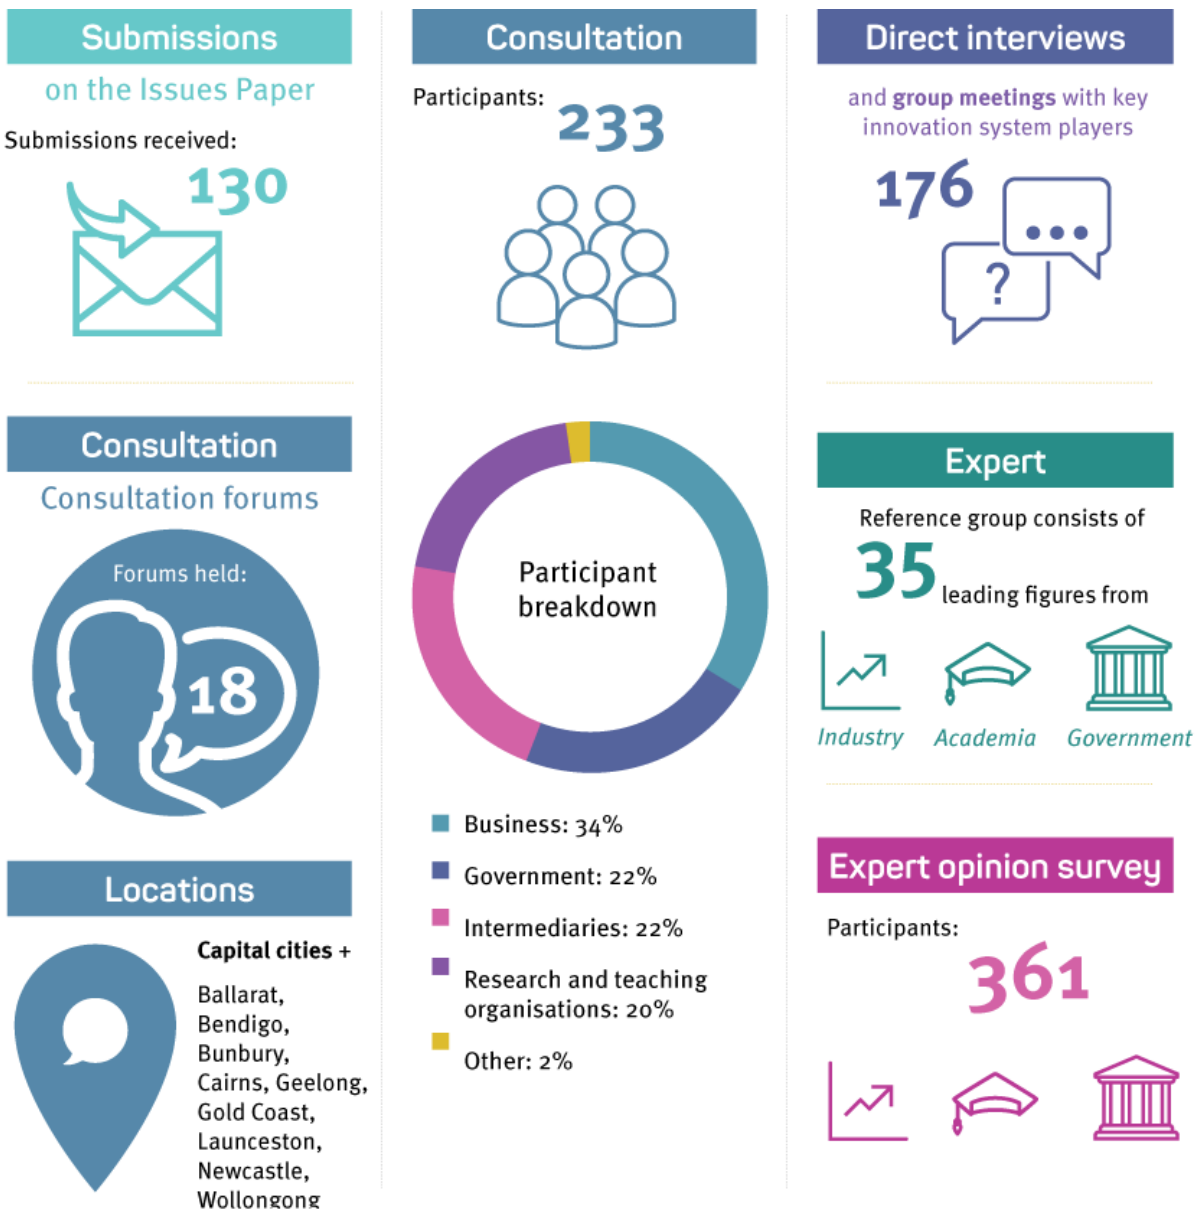 Submissions
on the Issues Paper
Submissions received:
130
Consultation
Consultation forums
Forums held:
18
Locations
Capital cities +
Ballarat,
Bendigo,
Bunbury,
Cairns, Geelong,
Gold Coast,
Launceston,
Newcastle,
Wollongong
Consultation
Participants:
233
Participant
breakdown
Business: 34%
Government: 22%
Intermediaries: 22%
Research and teaching
organisations: 20%
Other: 2%
Direct interviews
and group meetings with key
innovation system players
176
?
Expert
Reference group consists of
35
leading figures from
Industry
Academia
Government
Expert opinion survey
Participants:
361